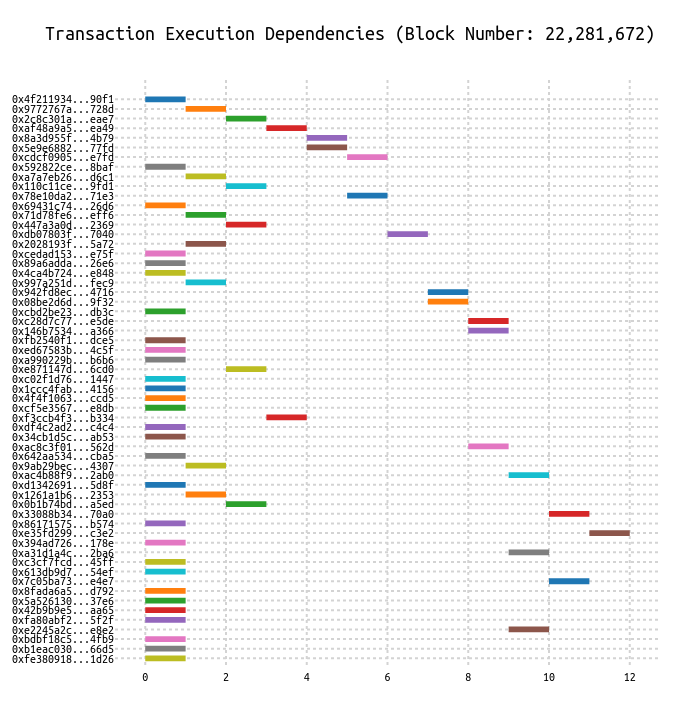 Transaction Execution Dependencies (Block Number: 22,281,672)
0x4f211934...90f1
0x9772767a...728d
0x2c8c301a...eae7
0xaf48a9a5...ea49
0x8a3d955f...4b79
0x5e9e6882...77fd
0xcdcf0905...e7fd
0x592822ce...8baf
0xa7a7eb26...d6c1
0x110c11ce...9fd1
0x78e10da2...71e3
0x69431c74...26d6
0x71d78fe6...eff6
0x447a3a0d...2369
0xdb07803f...7040
0x2028193f...5a72
0xcedad153...e75f
0x89a6adda...26e6
0x4ca4b724...e848
0x997a251d...fec9
0x942fd8ec...4716
0x08be2d6d...9f32
0xcbd2be23...db3c
0xc28d7c77...e5de
0x146b7534...a366
0xfb2540f1...dce5
0xed67583b...4c5f
0xa990229b...b6b6
0xe871147d...6cd0
0xc02f1d76...1447
0x1ccc4fab...4156
0x4f4f1063...ccd5
0xcf5e3567...e8db
0xf3ccb4f3...b334
0xdf4c2ad2...c4c4
0x34cb1d5c...ab53
0xac8c3f01...562d
0x642aa534...cba5
0x9ab29bec...4307
0xac4b88f9...2ab0
0xd1342691...5d8f
0x1261a1b6...2353
0x0b1b74bd...a5ed
0x33088b34...70a0
0x86171575...b574
0xe35fd299...c3e2
0x394ad726...178e
0xa31d1a4c...2ba6
0xc3cf7fcd...45ff
0x613db9d7...54ef
0x7c05ba73...e4e7
0x8fada6a5...d792
0x5a526130...37e6
0x42b9b9e5...aa65
0xfa80abf2...5f2f
0xe2245a2c...e8e2
0xbdbf18c5...4fb9
0xb1eac030...66d5
0xfe380918...1d26
0 2 4 6 8 10 12